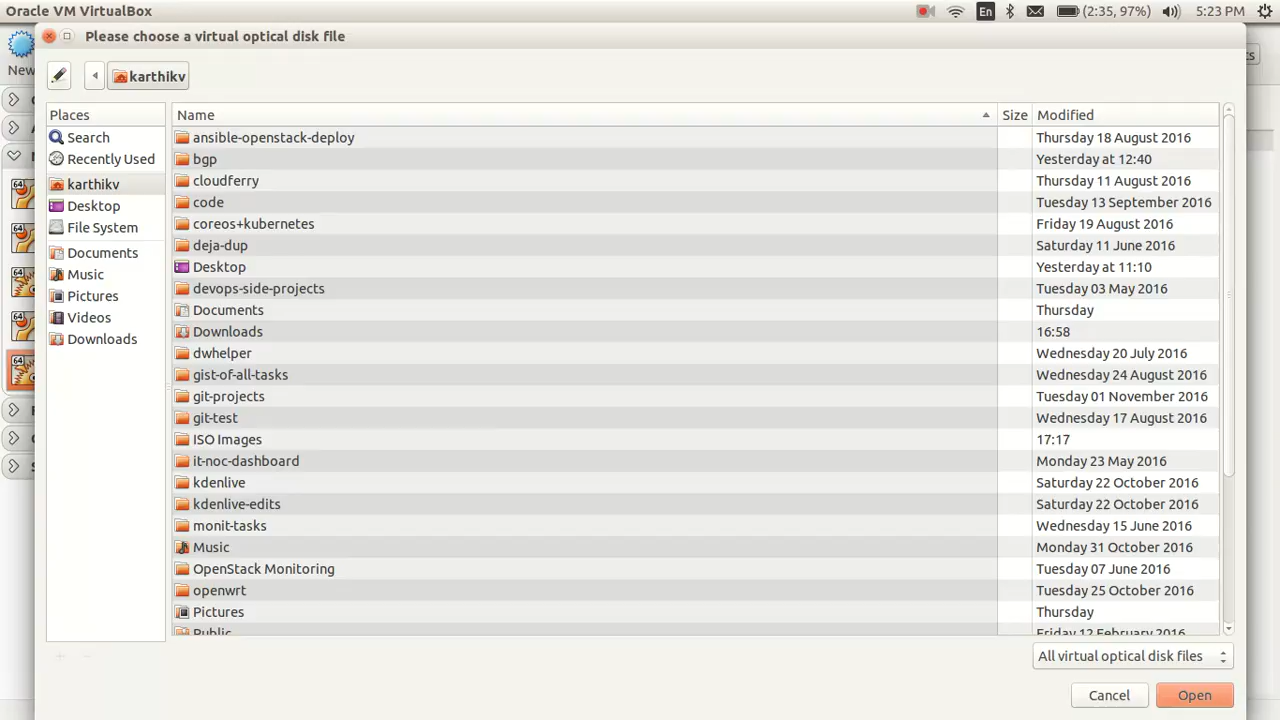 Oracle VM VirtualBox
En
(2:35, 97%)
5:23 PM
Please choose a virtual optical disk file
New
ts
karthikv
Places
Search
Recently Used
karthikv
Desktop
File System
Documents
Music
Pictures
Videos
Downloads
Name Size Modified
ansible-openstack-deploy Thursday 18 August 2016
bgp Yesterday at 12:40
cloudferry Thursday 11 August 2016
code Tuesday 13 September 2016
coreos+kubernetes Friday 19 August 2016
deja-dup Saturday 11 June 2016
Desktop Yesterday at 11:10
devops-side-projects Tuesday 03 May 2016
Documents Thursday
Downloads 16:58
dwhelper Wednesday 20 July 2016
gist-of-all-tasks Wednesday 24 August 2016
git-projects Tuesday 01 November 2016
git-test Wednesday 17 August 2016
ISO Images 17:17
it-noc-dashboard Monday 23 May 2016
kdenlive Saturday 22 October 2016
kdenlive-edits Saturday 22 October 2016
monit-tasks Wednesday 15 June 2016
Music Monday 31 October 2016
OpenStack Monitoring Tuesday 07 June 2016
openwrt Tuesday 25 October 2016
Pictures Thursday
Public Friday 12 February 2016
All virtual optical disk files
Cancel
Open